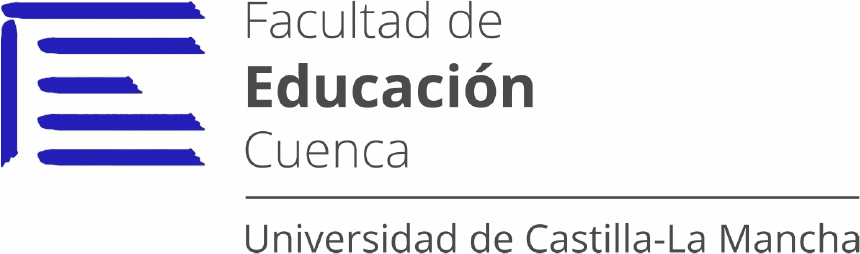 Facultad de
Educación
Cuenca
Universidad de Castilla-La Mancha